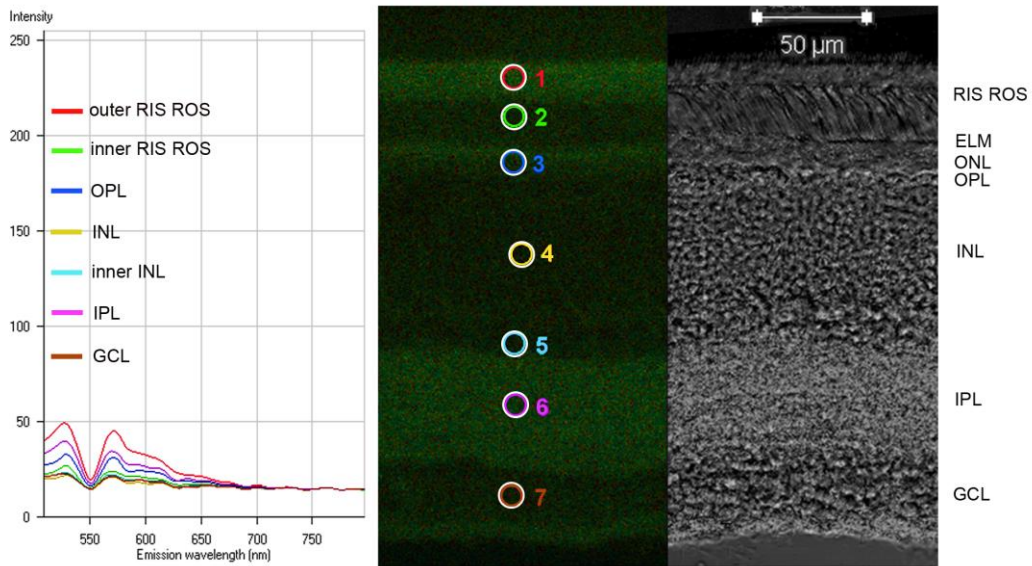 Intensity
250
200
150
100
50
0
550
600
650
700
750
Emission wavelength (nm)
outer RIS ROS
inner RIS ROS
OPL
INL
inner INL
IPL
GCL
1
2
3
4
5
6
7
50 µm
RIS ROS
ELM
ONL
OPL
INL
IPL
GCL